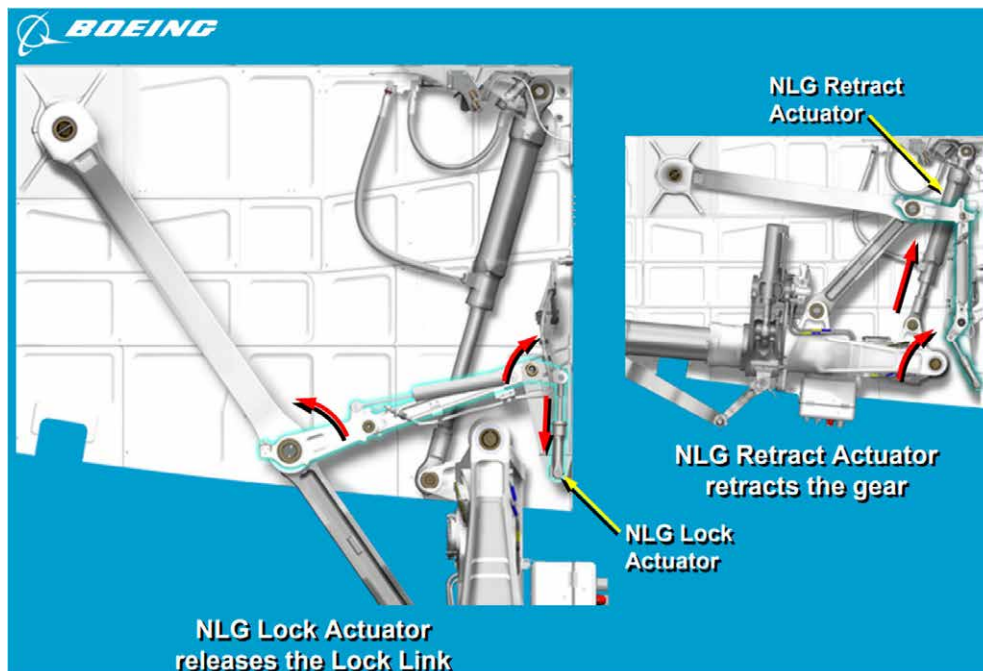 BOEING
NLG Retract
Actuator
NLG Retract Actuator
retracts the gear
NLG Lock
Actuator
NLG Lock Actuator
releases the Lock Link